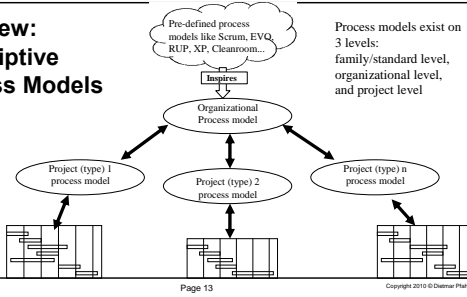 ew:
iptive
ss Models
Pre-defined process
models like Scrum, EVO,
RUP, XP, Cleanroom...
Process models exist on
3 levels:
family/standard level,
organizational level,
and project level
Inspires
Organizational
Process model
Project (type) 1
process model
Project (type) 2
process model
Project (type) n
process model
Page 13
Copyright 2010 © Dietmar Pfah